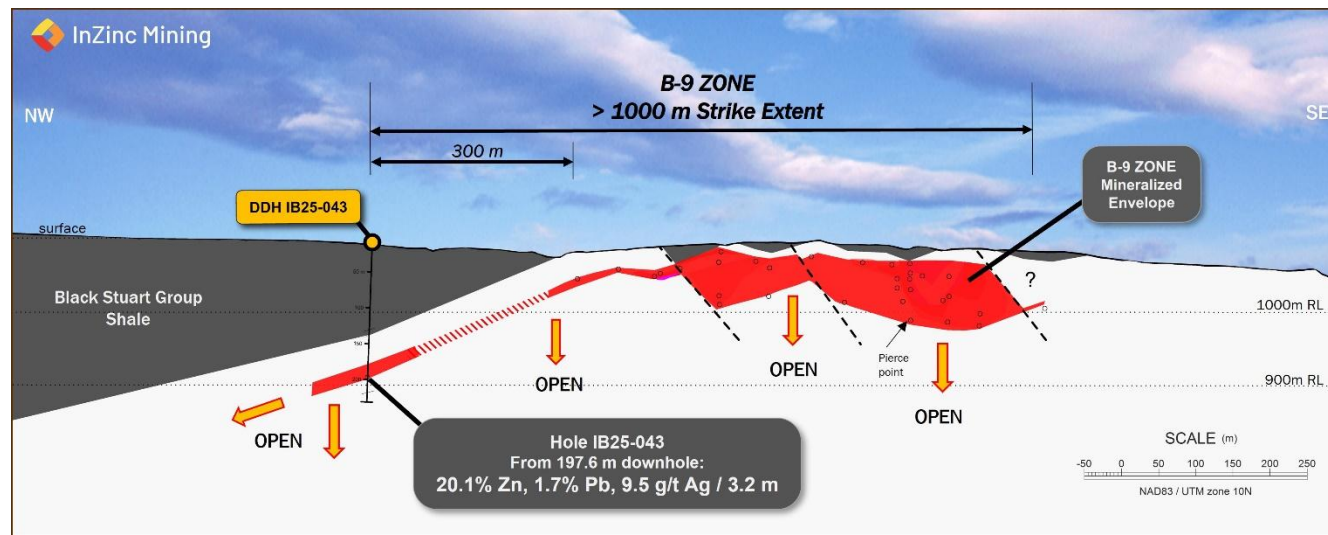 InZinc Mining
B-9 ZONE
> 1000 m Strike Extent
NW
SE
300 m
B-9 ZONE
Mineralized
Envelope
DDH IB25-043
surface
Black Stuart Group
Shale
?
1000m RL
Pierce
point
OPEN
OPEN
900m RL
OPEN
OPEN
Hole IB25-043
From 197.6 m downhole:
20.1% Zn, 1.7% Pb, 9.5 g/t Ag / 3.2 m
SCALE (m)
-50 0 50 100 150 200 250
NAD83 / UTM zone 10N